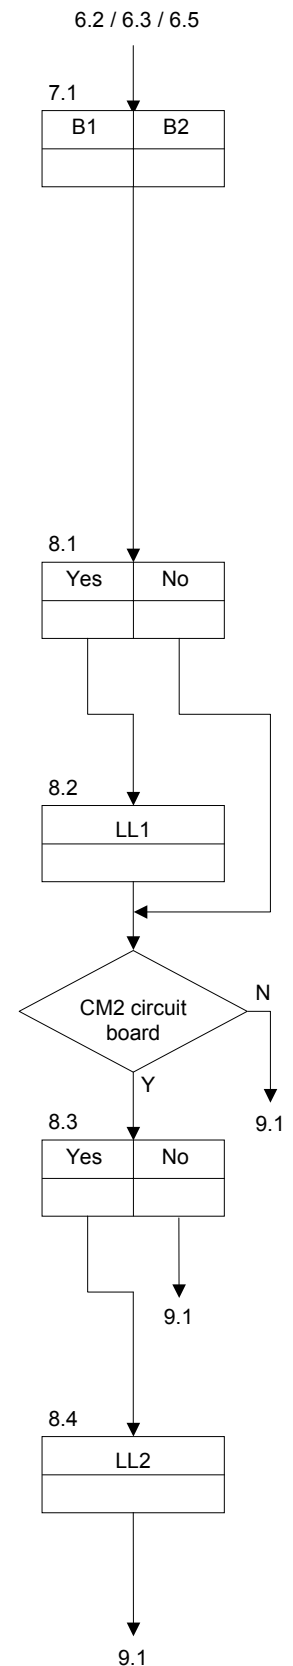 6.2 / 6.3 / 6.5
7.1
B1 B2
8.1
Yes No
8.2
LL1
CM2 circuit
board
N
Y
9.1
8.3
Yes No
9.1
8.4
LL2
9.1